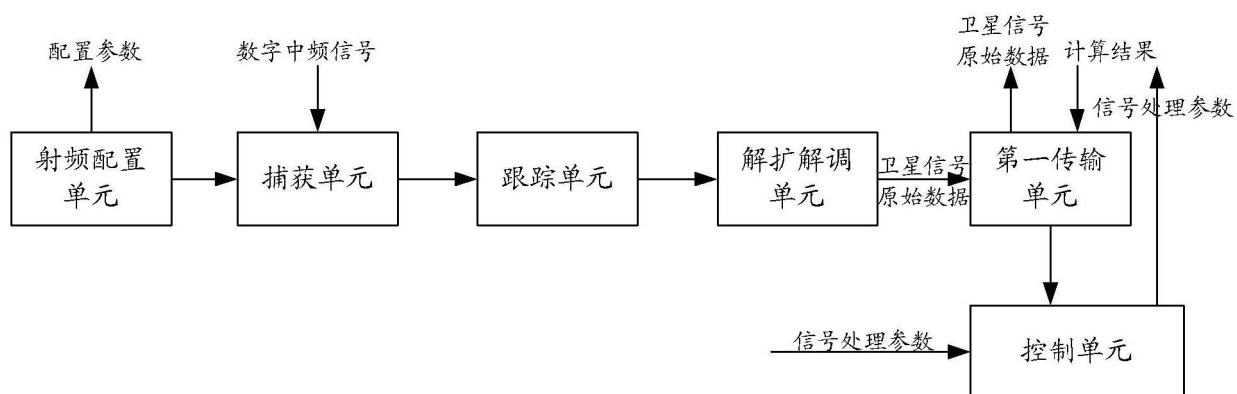 配置参数
数字中频信号
卫星信号
原始数据
计算结果
信号处理参数
射频配置
单元
捕获单元
跟踪单元
解扩解调
单元
卫星信号
原始数据
第一传输
单元
信号处理参数
控制单元